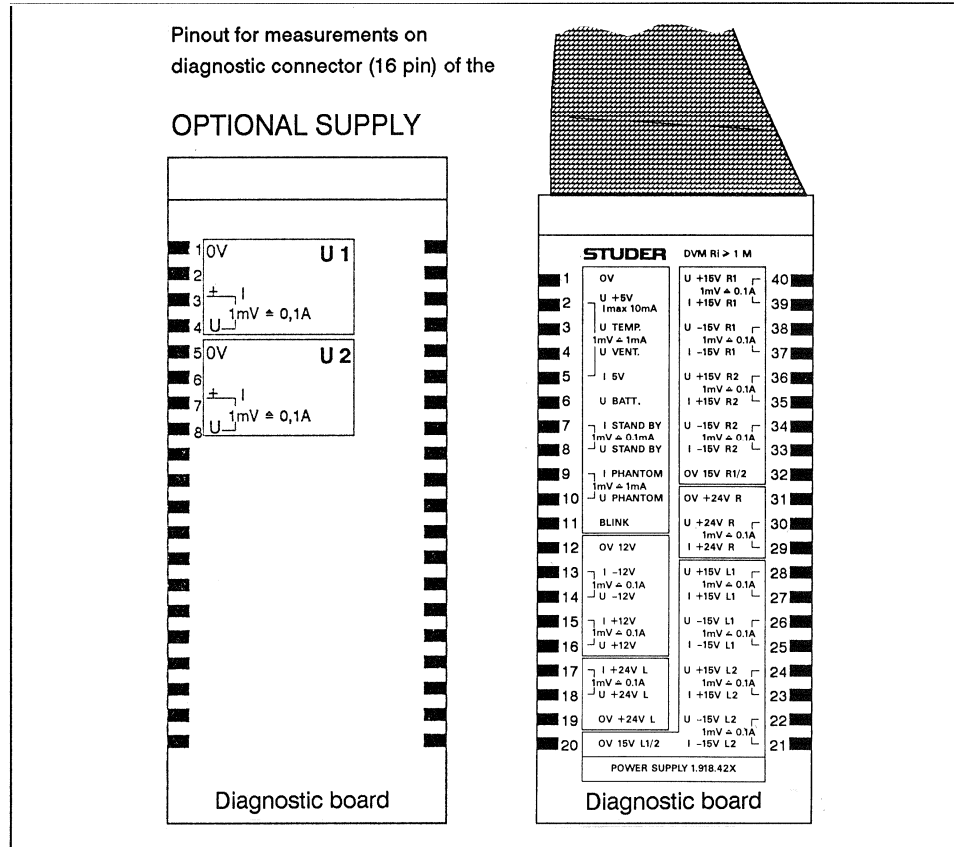 Pinout for measurements on
diagnostic connector (16 pin) of the
OPTIONAL SUPPLY
1 0V U 1
2
3 + I
1mV ≙ 0,1A
4 U
5 0V U 2
6
7 + I
1mV ≙ 0,1A
8 U
Diagnostic board
STUDER DVM Ri > 1 M
1 0V
2 U +5V
Imax 10mA
3 U TEMP.
1mV ≙ 1mA
4 U VENT.
5 I 5V
6 U BATT.
7 I STAND BY
1mV ≙ 0.1mA
8 U STAND BY
9 I PHANTOM
1mV ≙ 1mA
10 U PHANTOM
11 BLINK
12 0V 12V
13 I -12V
1mV ≙ 0.1A
14 U -12V
15 I +12V
1mV ≙ 0.1A
16 U +12V
17 I +24V L
1mV ≙ 0.1A
18 U +24V L
19 0V +24V L
20 0V 15V L1/2
U +15V R1 40
1mV ≙ 0.1A
I +15V R1 39
U -15V R1 38
1mV ≙ 0.1A
I -15V R1 37
U +15V R2 36
1mV ≙ 0.1A
I +15V R2 35
U -15V R2 34
1mV ≙ 0.1A
I -15V R2 33
0V 15V R1/2 32
0V +24V R 31
U +24V R 30
1mV ≙ 0.1A
I +24V R 29
U +15V L1 28
1mV ≙ 0.1A
I +15V L1 27
U -15V L1 26
1mV ≙ 0.1A
I -15V L1 25
U +15V L2 24
1mV ≙ 0.1A
I +15V L2 23
U -15V L2 22
1mV ≙ 0.1A
I -15V L2 21
POWER SUPPLY 1.918.42X
Diagnostic board